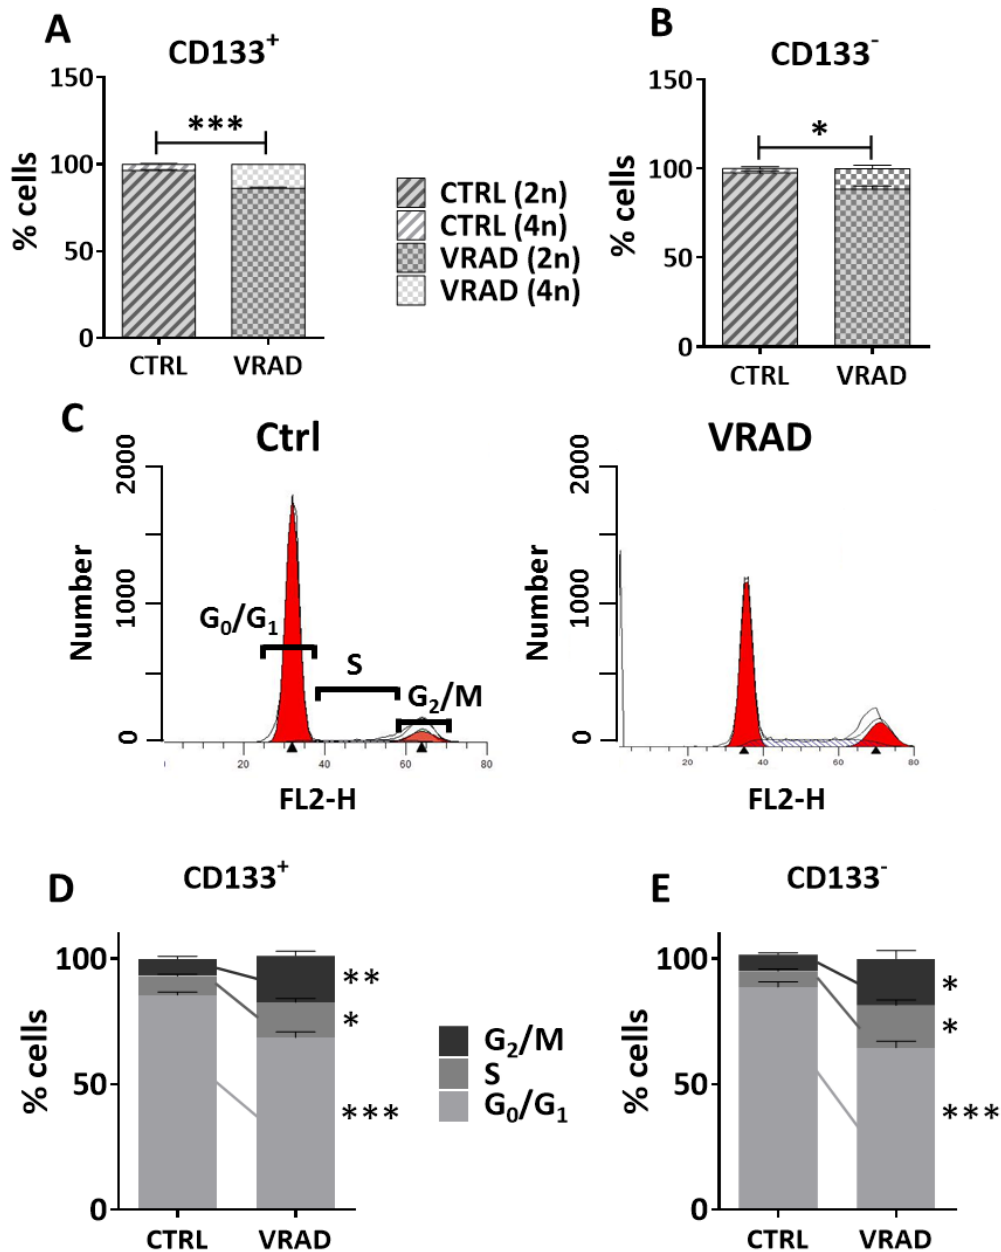 A
CD133⁺
150
100
50
0
% cells
***
CTRL VRAD
CTRL (2n)
CTRL (4n)
VRAD (2n)
VRAD (4n)
B
CD133⁻
150
100
50
0
% cells
*
CTRL VRAD
C
Ctrl
2000
1000
0
Number
G₀/G₁
S
G₂/M
20 40 60 80
FL2-H
VRAD
2000
1000
0
Number
20 40 60 80
FL2-H
D
CD133⁺
100
50
0
% cells
**
*
***
CTRL VRAD
G₂/M
S
G₀/G₁
E
CD133⁻
100
50
0
% cells
*
*
***
CTRL VRAD